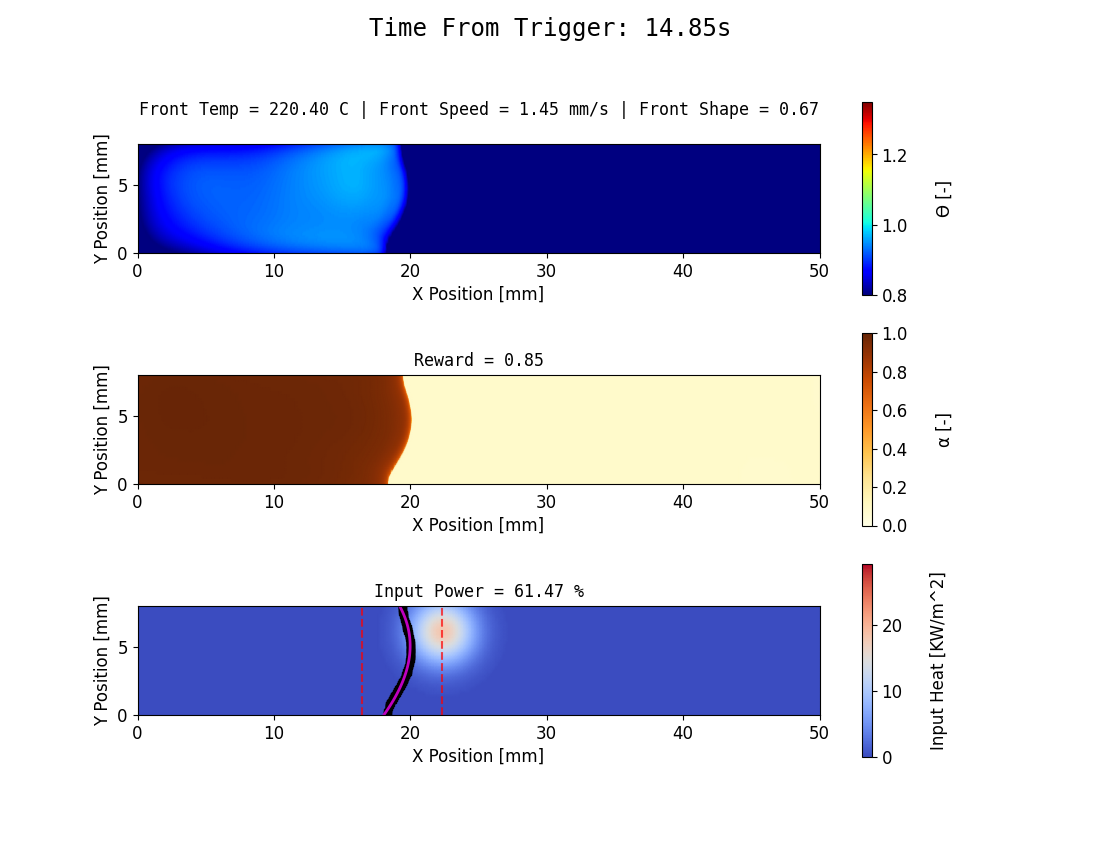 Time From Trigger: 14.85s
Front Temp = 220.40 C | Front Speed = 1.45 mm/s | Front Shape = 0.67
Y Position [mm]
5
0
0 10 20 30 40 50
X Position [mm]
1.2
1.0
0.8
Θ [-]
Reward = 0.85
Y Position [mm]
5
0
0 10 20 30 40 50
X Position [mm]
1.0
0.8
0.6
0.4
0.2
0.0
α [-]
Input Power = 61.47 %
Y Position [mm]
5
0
0 10 20 30 40 50
X Position [mm]
20
10
0
Input Heat [KW/m^2]